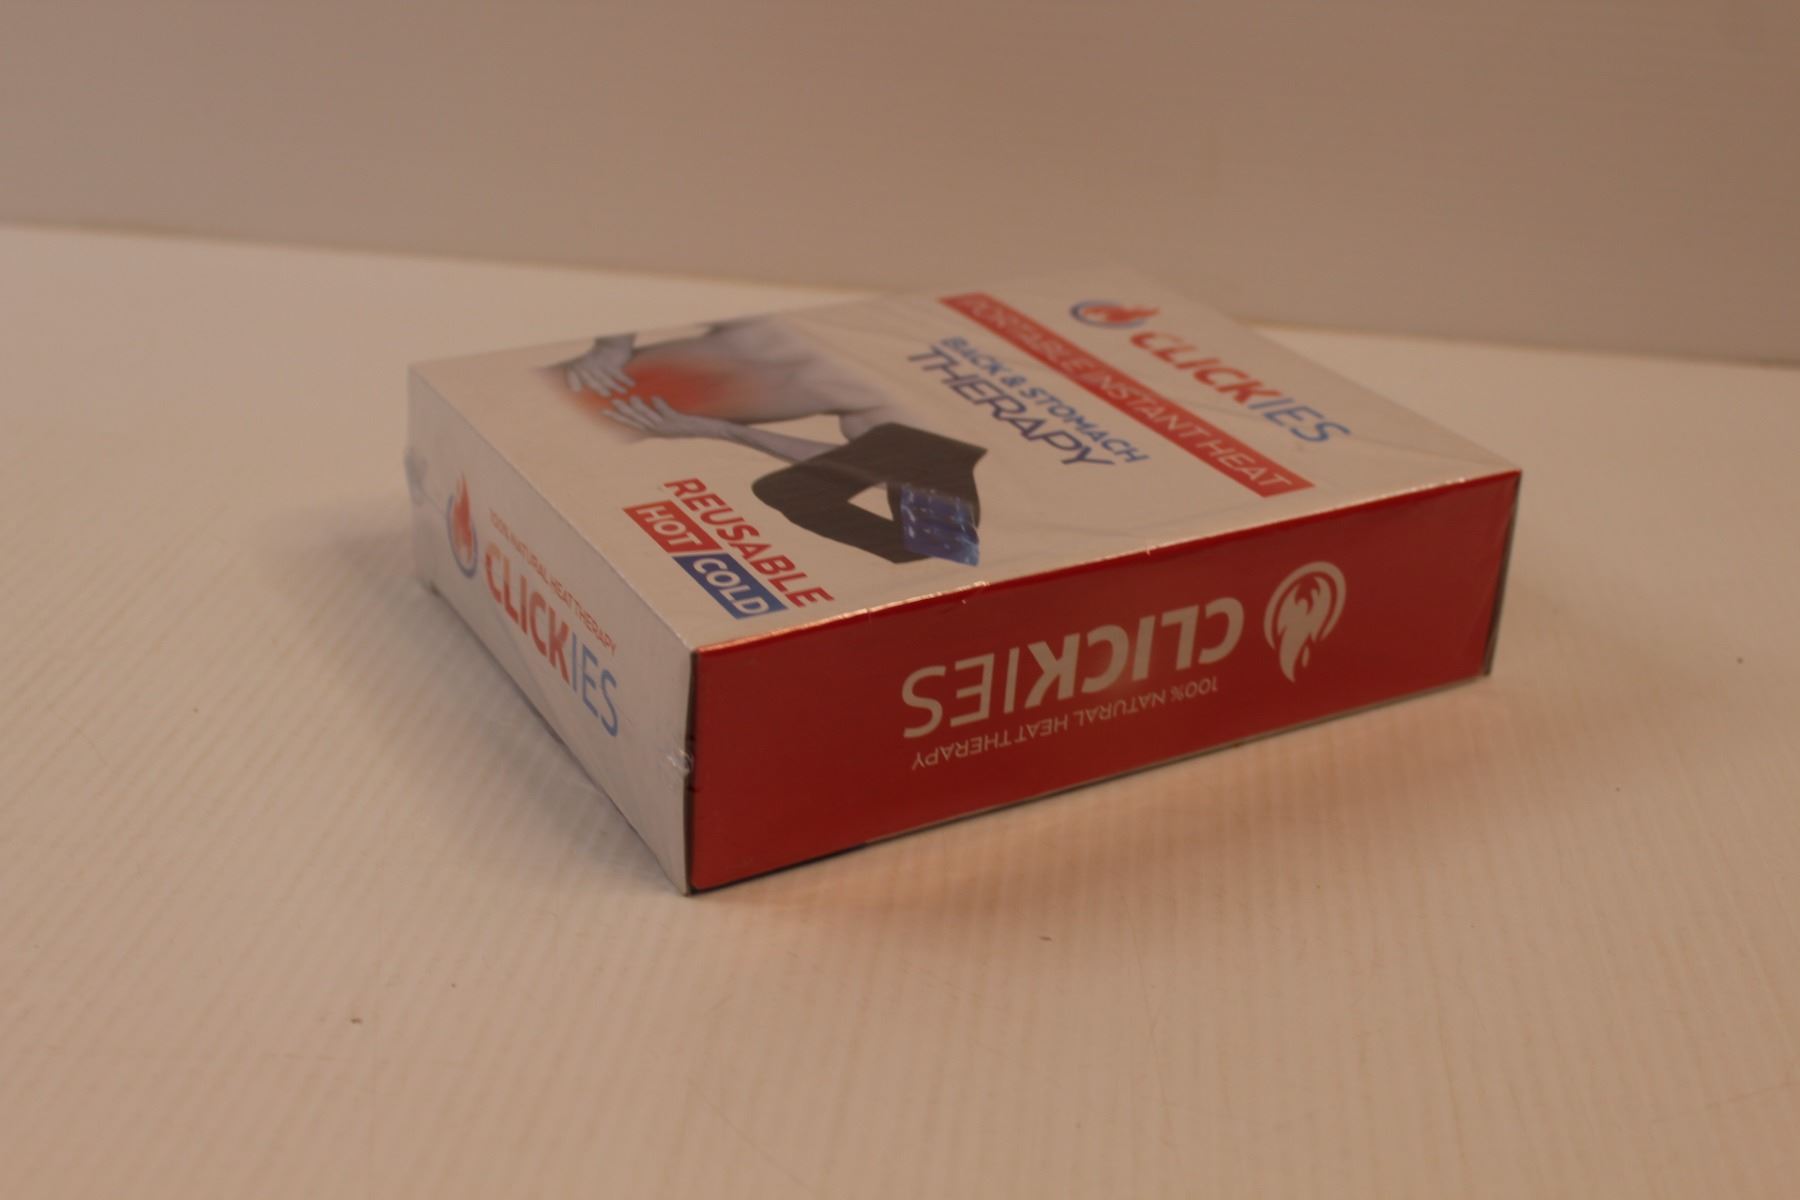 CLICKIES
PORTABLE INSTANT HEAT
BACK & STOMACH
THERAPY
REUSABLE
HOT COLD
100% NATURAL HEAT THERAPY
CLICKIES
CLICKIES
100% NATURAL HEAT THERAPY